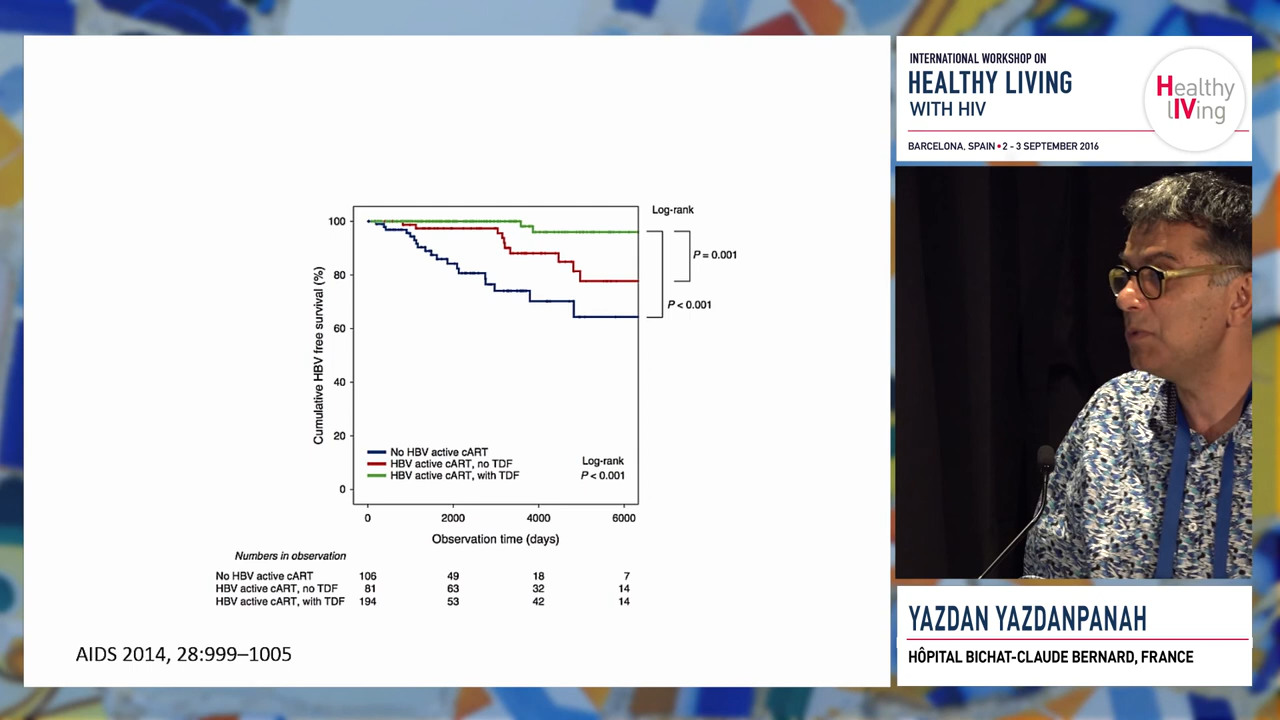 INTERNATIONAL WORKSHOP ON
HEALTHY LIVING
WITH HIV
Healthy
lIVing
BARCELONA, SPAIN • 2 - 3 SEPTEMBER 2016
Log-rank
P = 0.001
P < 0.001
Cumulative HBV free survival (%)
100
80
60
40
20
0
No HBV active cART
HBV active cART, no TDF
HBV active cART, with TDF
Log-rank
P < 0.001
0 2000 4000 6000
Observation time (days)
Numbers in observation
No HBV active cART 106 49 18 7
HBV active cART, no TDF 81 63 32 14
HBV active cART, with TDF 194 53 42 14
AIDS 2014, 28:999–1005
YAZDAN YAZDANPANAH
HÔPITAL BICHAT-CLAUDE BERNARD, FRANCE